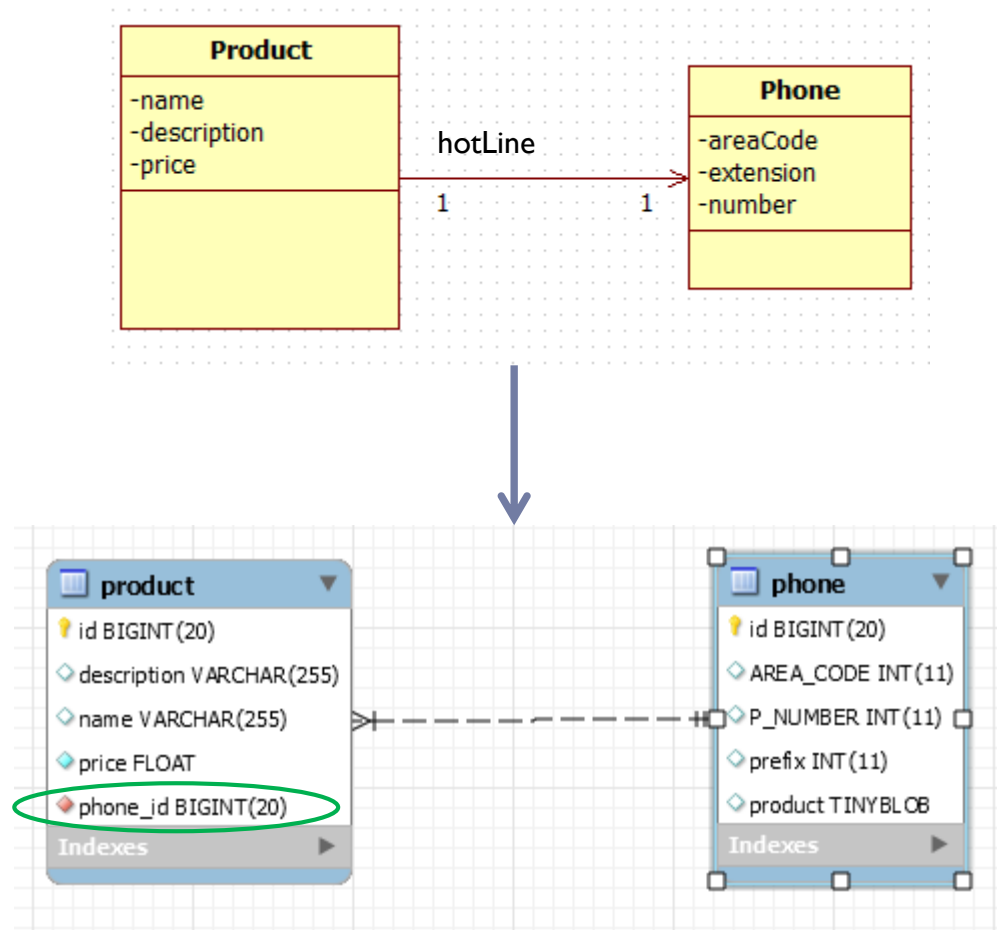 Product
-name
-description
-price
hotLine
1
1
Phone
-areaCode
-extension
-number
product
id BIGINT(20)
description VARCHAR(255)
name VARCHAR(255)
price FLOAT
phone_id BIGINT(20)
Indexes
phone
id BIGINT(20)
AREA_CODE INT(11)
P_NUMBER INT(11)
prefix INT(11)
product TINYBLOB
Indexes